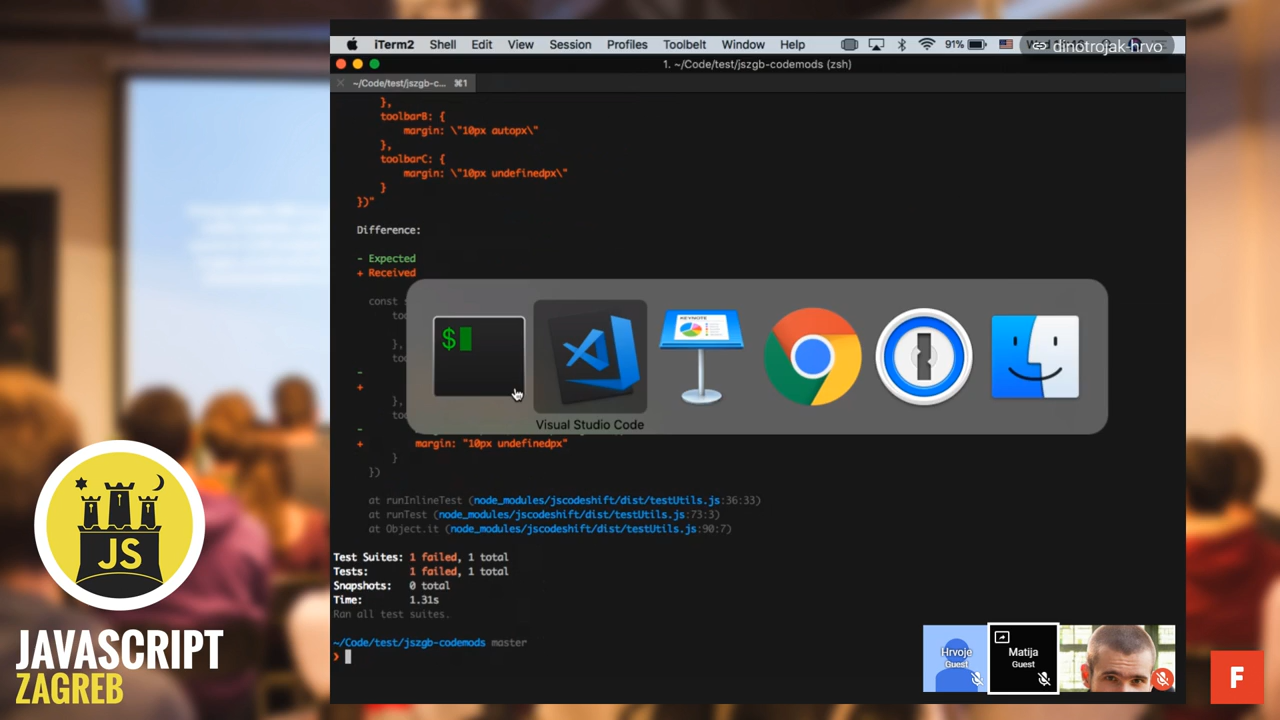 iTerm2 Shell Edit View Session Profiles Toolbelt Window Help 91% dinotrojak-hrvo
1. ~/Code/test/jszgb-codemods (zsh)
~/Code/test/jszgb-c... ⌘1
},
toolbarB: {
margin: \"10px autopx\"
},
toolbarC: {
margin: \"10px undefinedpx\"
}
})"
Difference:
- Expected
+ Received
const
$
KEYNOTE
},
-
+
},
Visual Studio Code
-
+ margin: "10px undefinedpx"
}
})
at runInlineTest (node_modules/jscodeshift/dist/testUtils.js:36:33)
at runTest (node_modules/jscodeshift/dist/testUtils.js:73:3)
at Object.it (node_modules/jscodeshift/dist/testUtils.js:90:7)
Test Suites: 1 failed, 1 total
Tests: 1 failed, 1 total
Snapshots: 0 total
Time: 1.31s
Ran all test suites.
~/Code/test/jszgb-codemods master
❯
Hrvoje
Guest
Matija
Guest
JS
JAVASCRIPT
ZAGREB
F